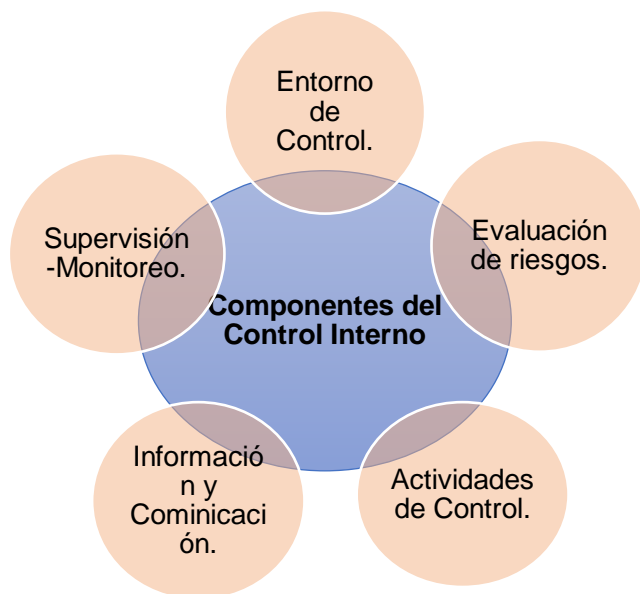 Entorno
de
Control.
Evaluación
de riesgos.
Supervisión
-Monitoreo.
Componentes del
Control Interno
Informació
n y
Cominicaci
ón.
Actividades
de Control.